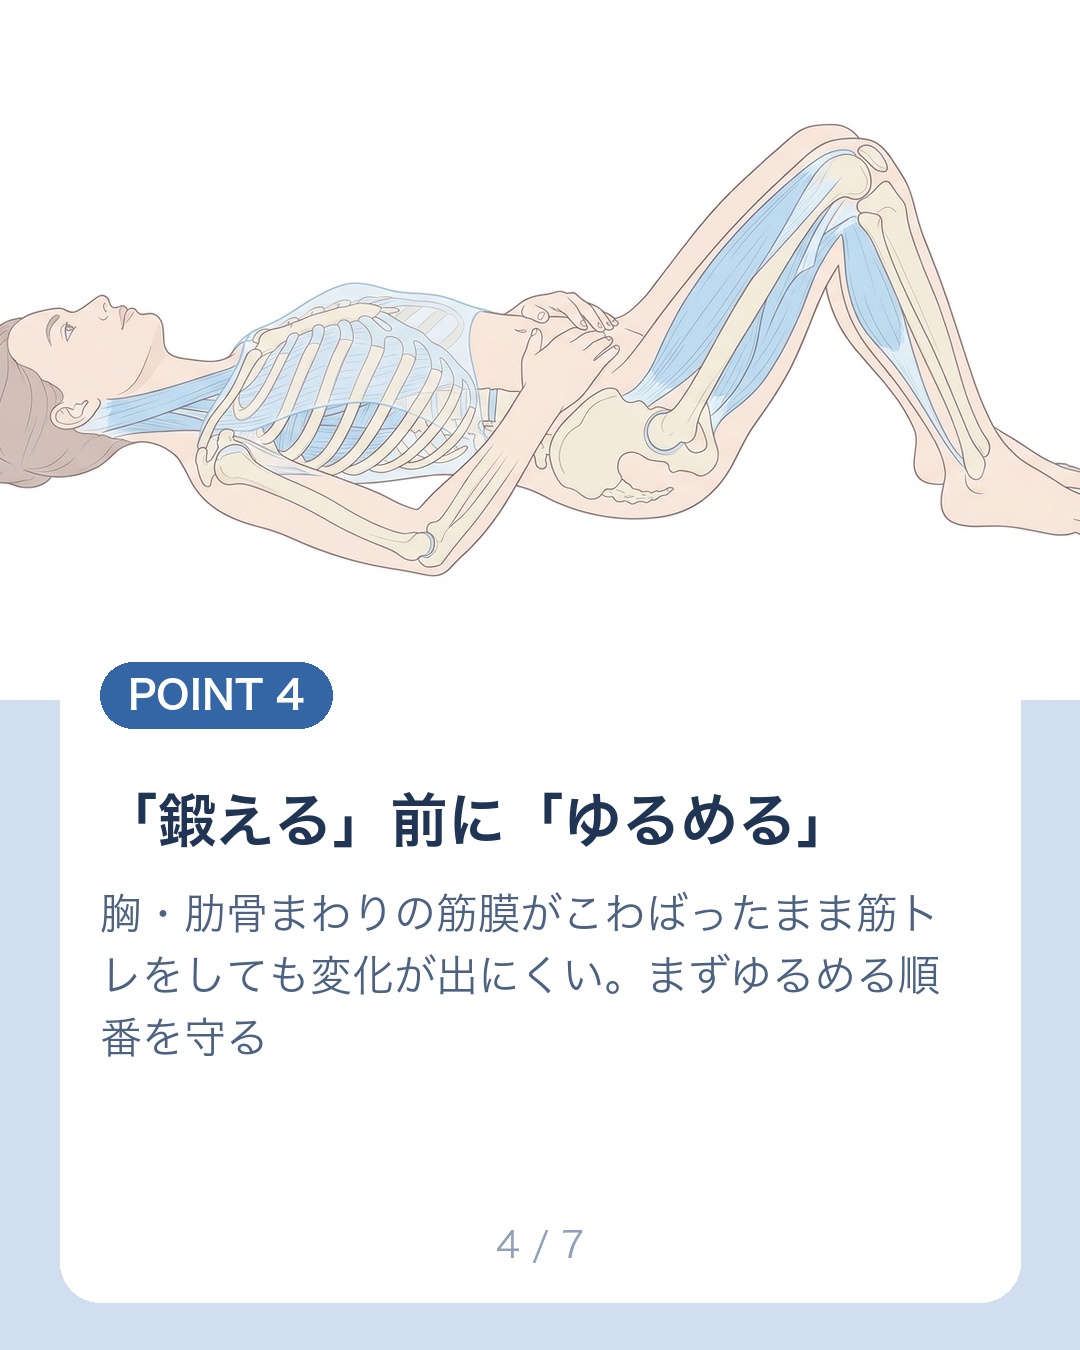 POINT 4
「鍛える」前に「ゆるめる」
胸・肋骨まわりの筋膜がこわばったまま筋ト
レをしても変化が出にくい。まずゆるめる順
番を守る
4 / 7